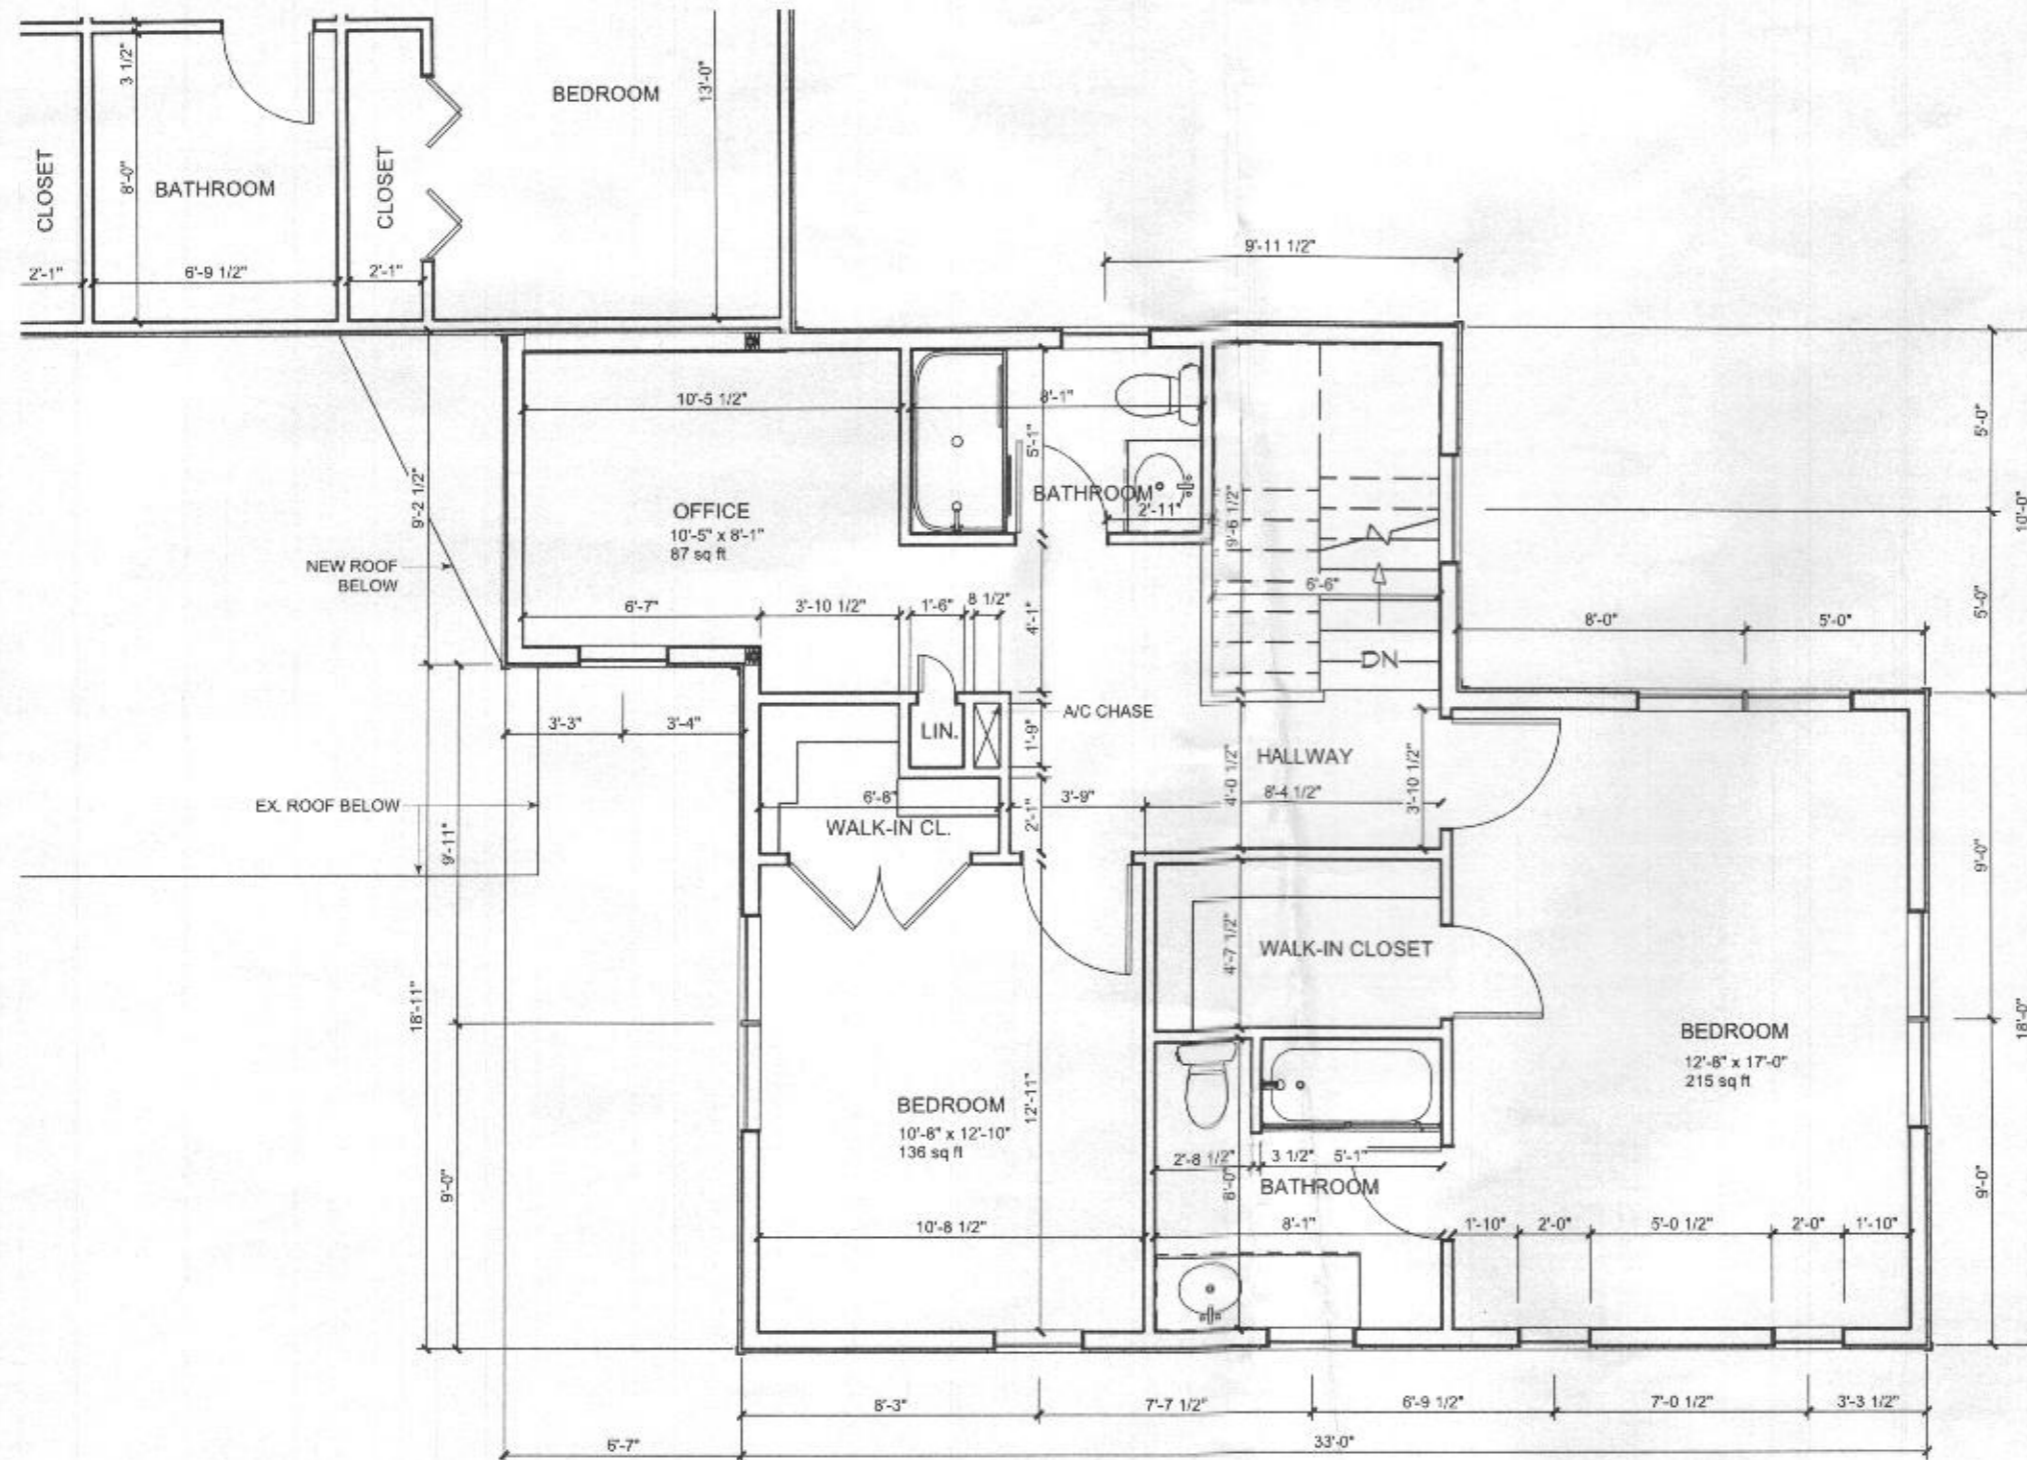 3 1/2"
BEDROOM
13'-0"
CLOSET
8'-0"
BATHROOM
CLOSET
2'-1"
6'-9 1/2"
2'-1"
9'-11 1/2"
10'-5 1/2"
8'-1"
5'-1"
5'-0"
9'-2 1/2"
OFFICE
10'-5" x 8'-1"
87 sq ft
BATHROOM
2'-11"
9'-6 1/2"
10'-0"
NEW ROOF
BELOW
6'-6"
6'-7"
3'-10 1/2"
1'-6"
8 1/2"
4'-1"
8'-0"
5'-0"
5'-0"
DN
3'-3"
3'-4"
LIN.
A/C CHASE
1'-9"
HALLWAY
4'-0 1/2"
3'-10 1/2"
EX. ROOF BELOW
6'-8"
3'-9"
8'-4 1/2"
2'-1"
WALK-IN CL.
9'-11"
9'-0"
4'-7 1/2"
WALK-IN CLOSET
18'-11"
18'-0"
BEDROOM
12'-8" x 17'-0"
215 sq ft
BEDROOM
10'-8" x 12'-10"
136 sq ft
12'-11"
2'-8 1/2"
3 1/2"
5'-1"
8'-0"
BATHROOM
9'-0"
9'-0"
10'-8 1/2"
8'-1"
1'-10"
2'-0"
5'-0 1/2"
2'-0"
1'-10"
8'-3"
7'-7 1/2"
6'-9 1/2"
7'-0 1/2"
3'-3 1/2"
6'-7"
33'-0"